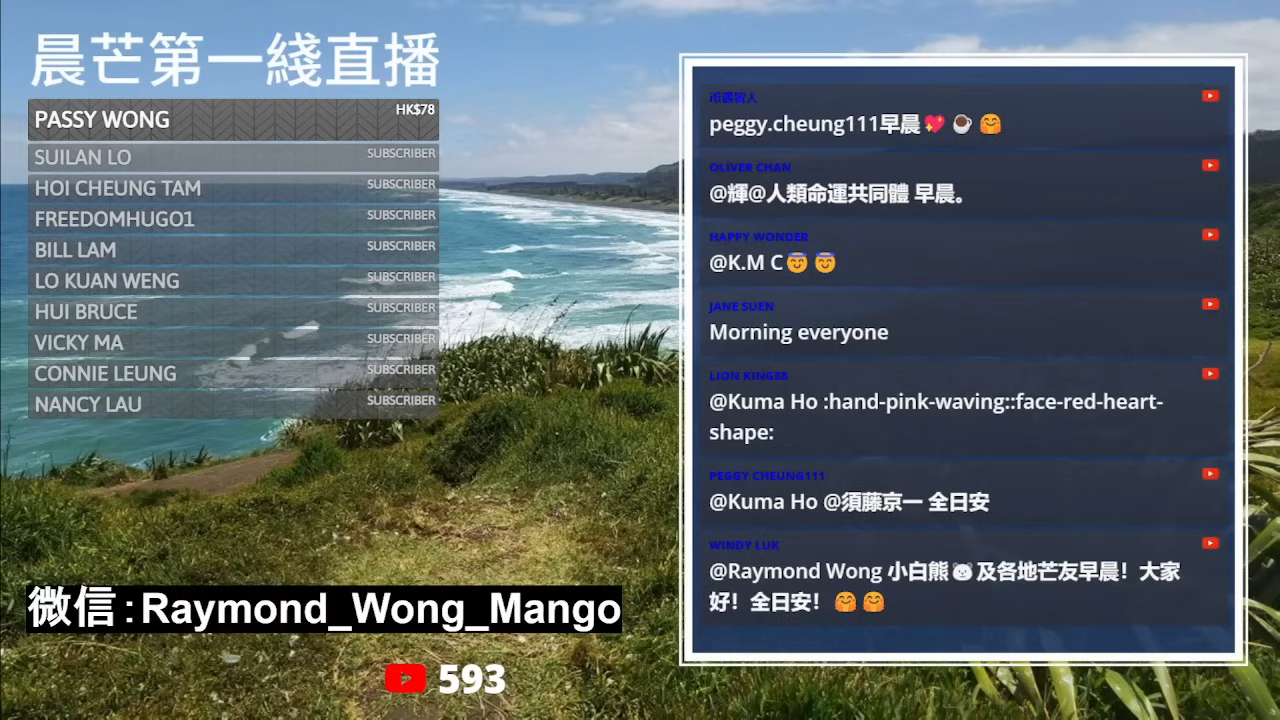 晨芒第一綫直播
PASSY WONG HK$78
SUILAN LO SUBSCRIBER
HOI CHEUNG TAM SUBSCRIBER
FREEDOMHUGO1 SUBSCRIBER
BILL LAM SUBSCRIBER
LO KUAN WENG SUBSCRIBER
HUI BRUCE SUBSCRIBER
VICKY MA SUBSCRIBER
CONNIE LEUNG SUBSCRIBER
NANCY LAU SUBSCRIBER
peggy.cheung111早晨💖 ☕ 🤗
OLIVER CHAN
@輝@人類命運共同體 早晨。
HAPPY WONDER
@K.M C😇 😇
JANE SUEN
Morning everyone
LION KING88
@Kuma Ho :hand-pink-waving::face-red-heart-
shape:
PEGGY CHEUNG111
@Kuma Ho @須藤京一 全日安
WINDY LUK
@Raymond Wong 小白熊🐻‍❄️及各地芒友早晨！大家
好！全日安！ 🤗 🤗
微信:Raymond_Wong_Mango
593